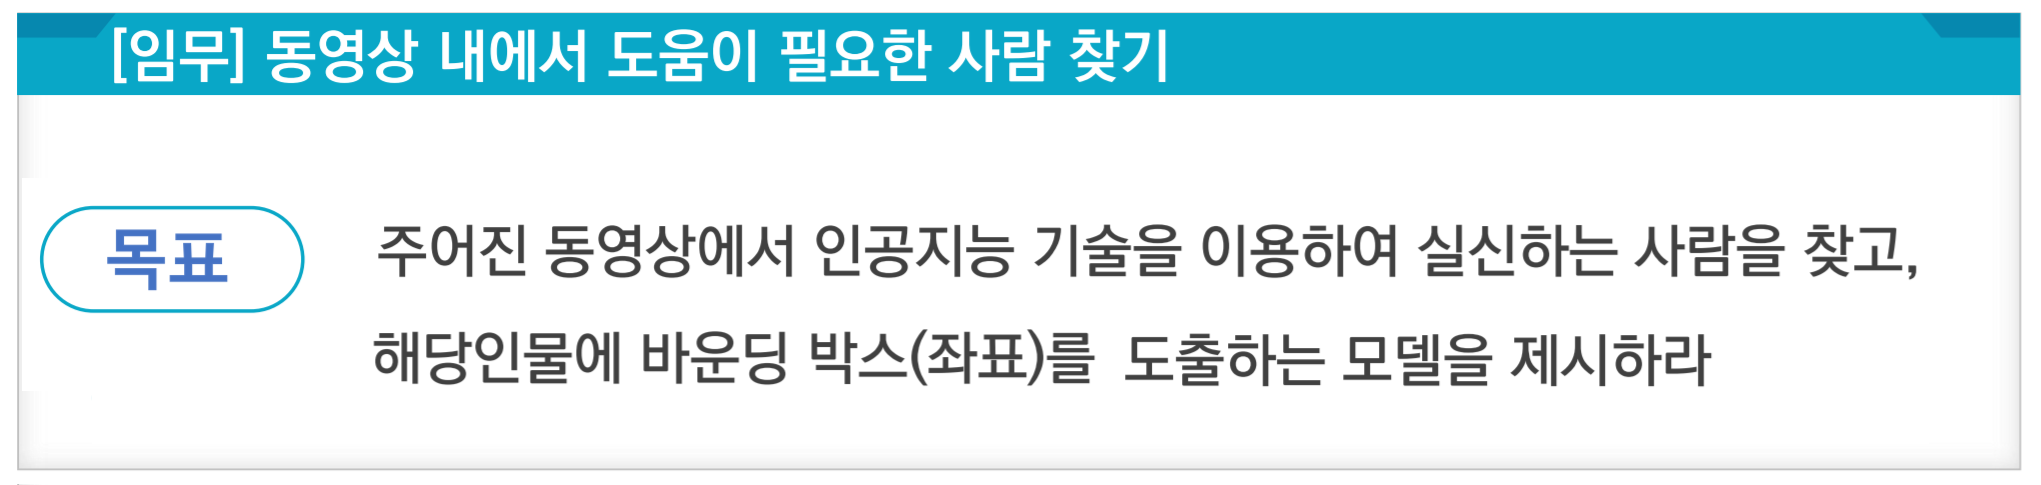 [임무] 동영상 내에서 도움이 필요한 사람 찾기
목표
주어진 동영상에서 인공지능 기술을 이용하여 실신하는 사람을 찾고,
해당인물에 바운딩 박스(좌표)를 도출하는 모델을 제시하라